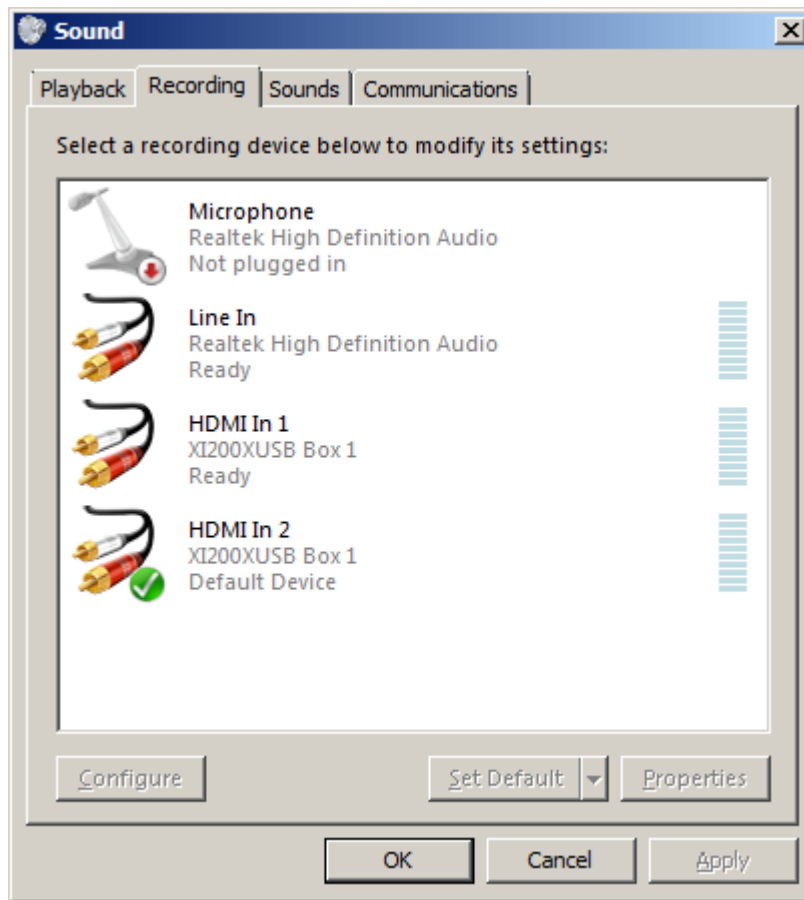 Sound
Playback Recording Sounds Communications
Select a recording device below to modify its settings:
Microphone
Realtek High Definition Audio
Not plugged in
Line In
Realtek High Definition Audio
Ready
HDMI In 1
XI200XUSB Box 1
Ready
HDMI In 2
XI200XUSB Box 1
Default Device
Configure Set Default Properties
OK Cancel Apply